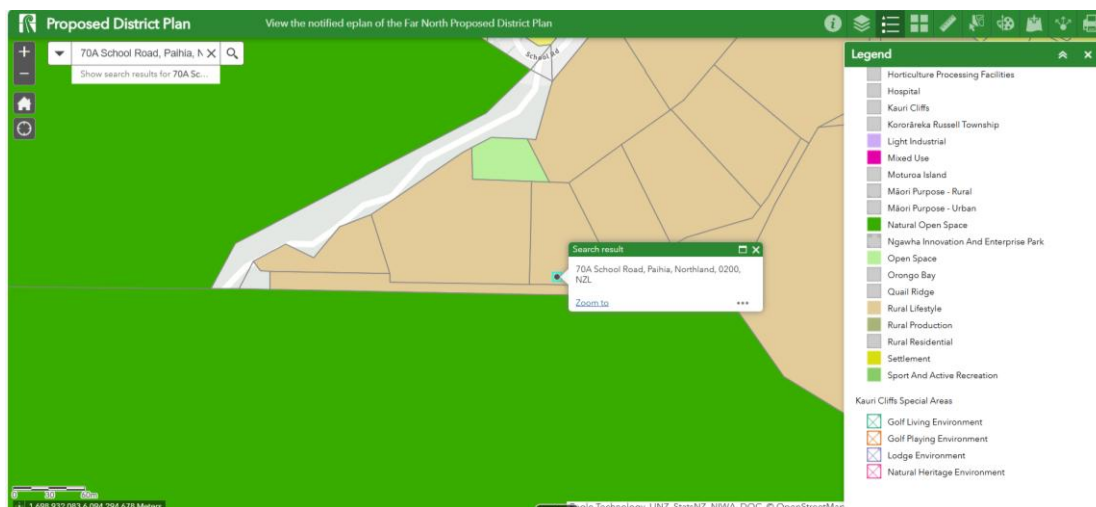 Proposed District Plan
View the notified eplan of the Far North Proposed District Plan
70A School Road, Paihia, N
Show search results for 70A Sc...
School Rd
Search result
70A School Road, Paihia, Northland, 0200,
NZL
Zoom to
0 30 60m
Legend
Horticulture Processing Facilities
Hospital
Kauri Cliffs
Kororāreka Russell Township
Light Industrial
Mixed Use
Moturoa Island
Māori Purpose - Rural
Māori Purpose - Urban
Natural Open Space
Ngawha Innovation And Enterprise Park
Open Space
Orongo Bay
Quail Ridge
Rural Lifestyle
Rural Production
Rural Residential
Settlement
Sport And Active Recreation
Kauri Cliffs Special Areas
Golf Living Environment
Golf Playing Environment
Lodge Environment
Natural Heritage Environment